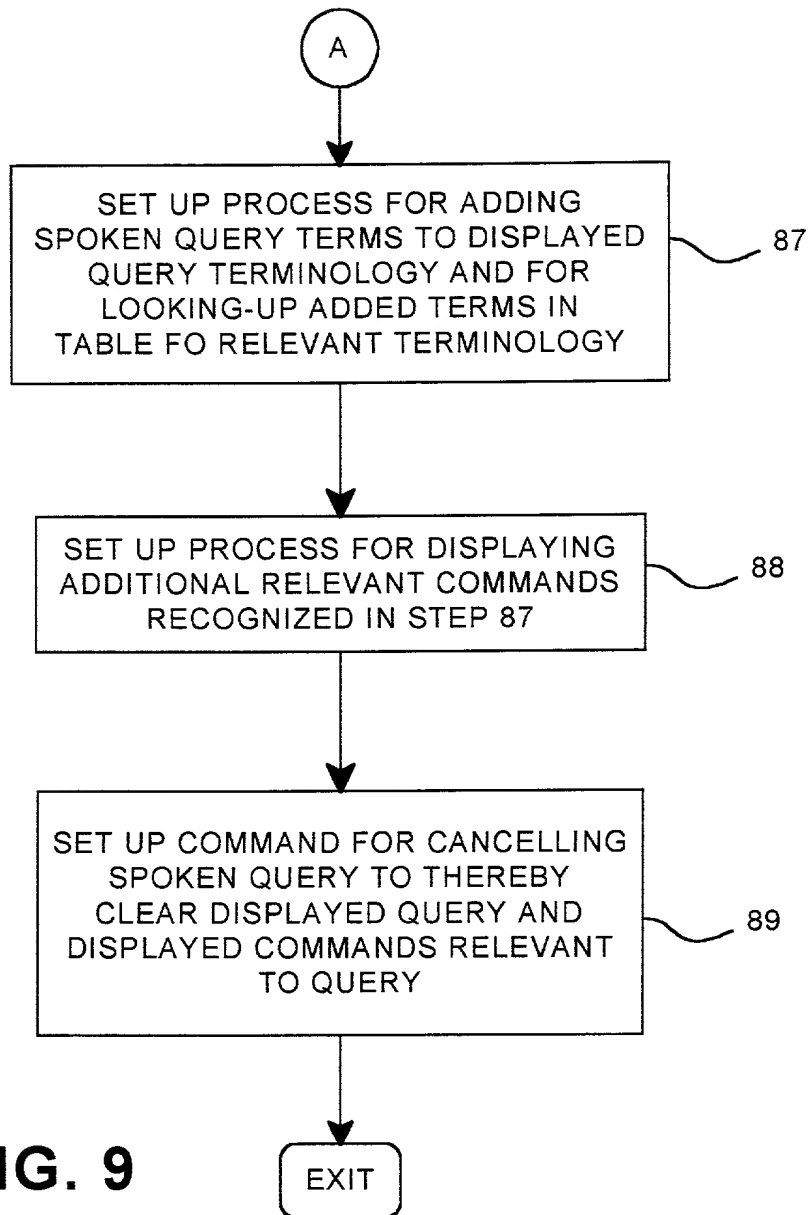 A
SET UP PROCESS FOR ADDING
SPOKEN QUERY TERMS TO DISPLAYED
QUERY TERMINOLOGY AND FOR
LOOKING-UP ADDED TERMS IN
TABLE FO RELEVANT TERMINOLOGY
87
SET UP PROCESS FOR DISPLAYING
ADDITIONAL RELEVANT COMMANDS
RECOGNIZED IN STEP 87
88
SET UP COMMAND FOR CANCELLING
SPOKEN QUERY TO THEREBY
CLEAR DISPLAYED QUERY AND
DISPLAYED COMMANDS RELEVANT
TO QUERY
89
EXIT
IG. 9